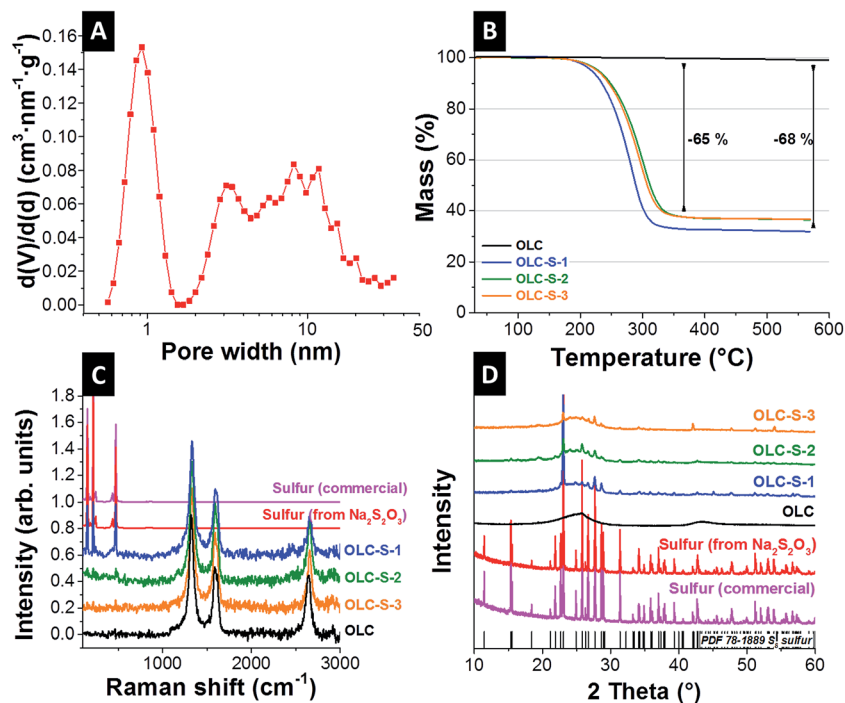 A
d(V)/d(d) (cm³·nm⁻¹·g⁻¹)
0.16
0.14
0.12
0.10
0.08
0.06
0.04
0.02
0.00
1
10
50
Pore width (nm)
B
Mass (%)
100
80
60
40
20
0
-65 %
-68 %
OLC
OLC-S-1
OLC-S-2
OLC-S-3
100
200
300
400
500
600
Temperature (°C)
C
Intensity (arb. units)
1.8
1.6
1.4
1.2
1.0
0.8
0.6
0.4
0.2
0.0
Sulfur (commercial)
Sulfur (from Na₂S₂O₃)
OLC-S-1
OLC-S-2
OLC-S-3
OLC
1000
2000
3000
Raman shift (cm⁻¹)
D
Intensity
OLC-S-3
OLC-S-2
OLC-S-1
OLC
Sulfur (from Na₂S₂O₃)
Sulfur (commercial)
PDF 78-1889 S₈ sulfur
10
20
30
40
50
60
2 Theta (°)